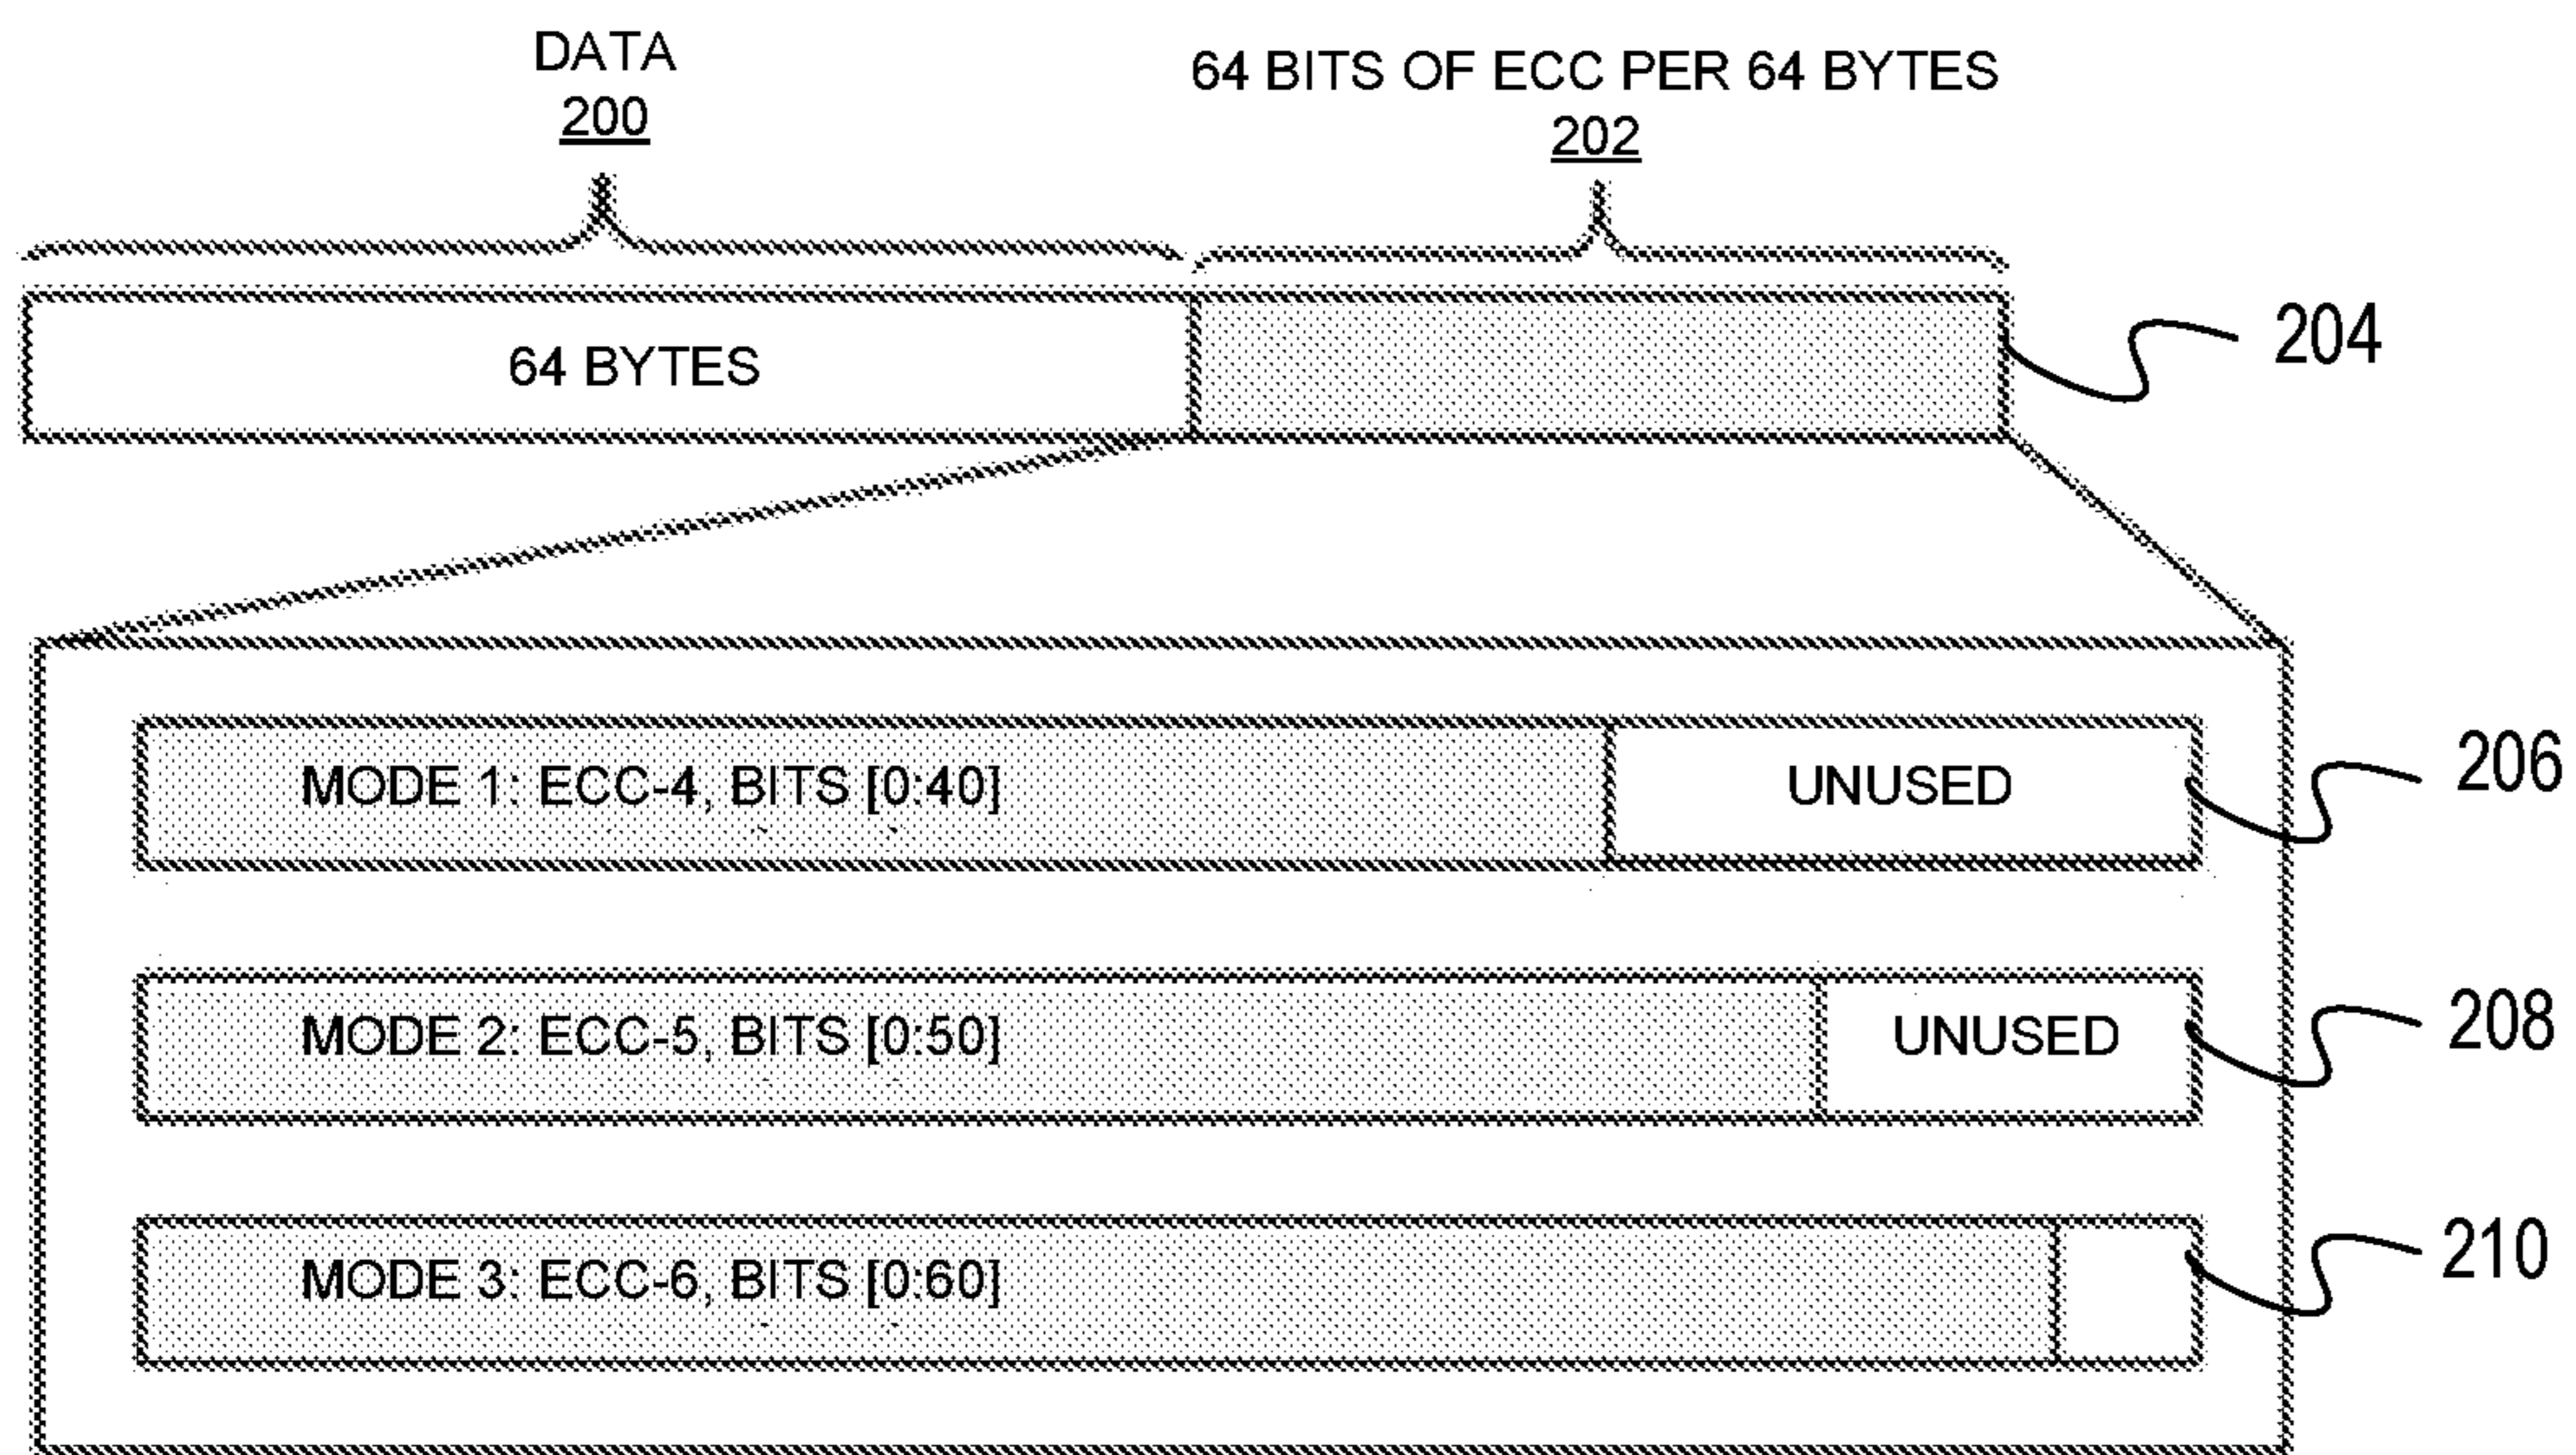 DATA
200
64 BITS OF ECC PER 64 BYTES
202
64 BYTES
204
MODE 1: ECC-4, BITS [0:40]
UNUSED
206
MODE 2: ECC-5, BITS [0:50]
UNUSED
208
MODE 3: ECC-6, BITS [0:60]
210